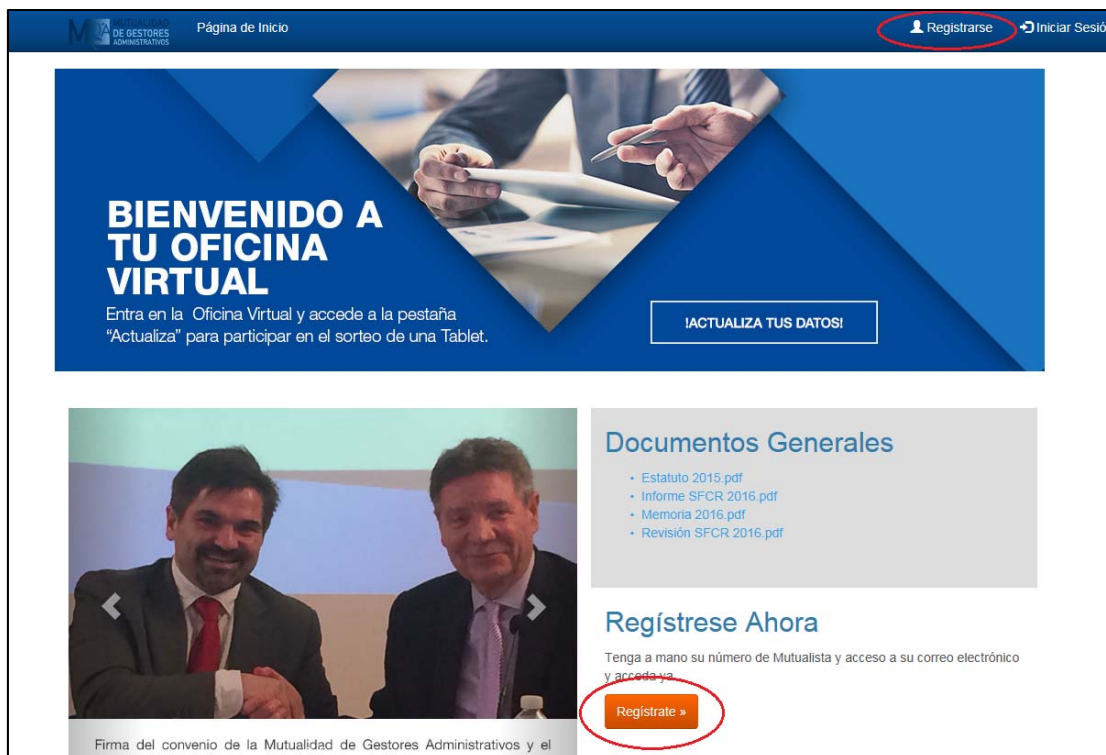 MUTUALIDAD
DE GESTORES
ADMINISTRATIVOS
Página de Inicio
Registrarse
Iniciar Sesió
BIENVENIDO A
TU OFICINA
VIRTUAL
Entra en la Oficina Virtual y accede a la pestaña
“Actualiza” para participar en el sorteo de una Tablet.
!ACTUALIZA TUS DATOS!
Documentos Generales
• Estatuto 2015.pdf
• Informe SFCR 2016.pdf
• Memoria 2016.pdf
• Revisión SFCR 2016.pdf
Regístrese Ahora
Tenga a mano su número de Mutualista y acceso a su correo electrónico
y acceda ya.
Regístrate »
Firma del convenio de la Mutualidad de Gestores Administrativos y el